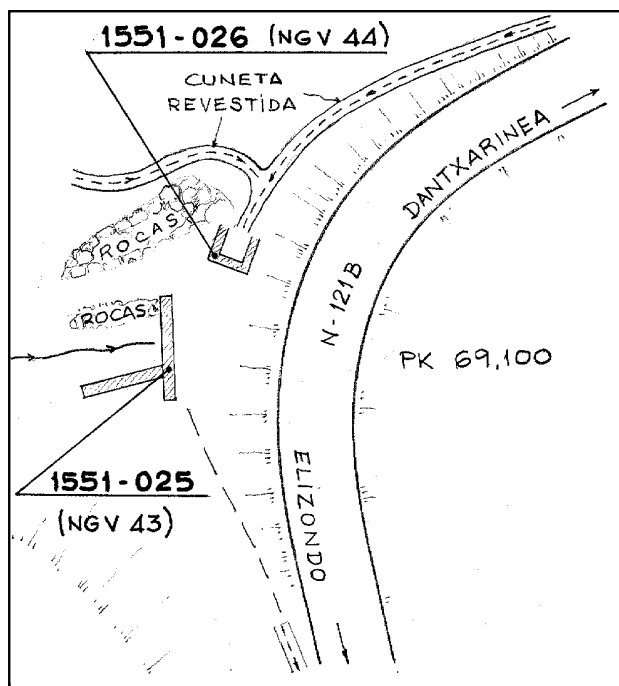 1551-026 (NGV 44)
CUNETA
REVESTIDA
DANTXARINEA
ROCAS
N-121B
ROCAS
PK 69,100
ELIZONDO
1551-025
(NGV 43)